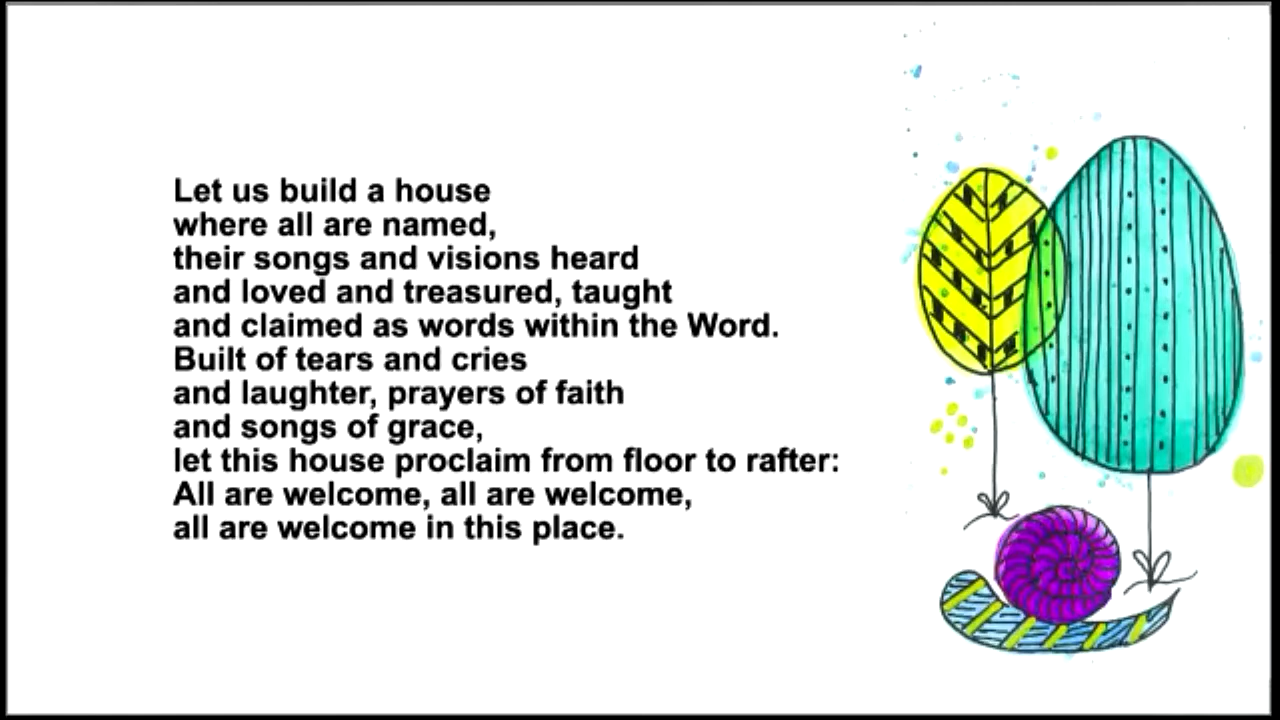 Let us build a house
where all are named,
their songs and visions heard
and loved and treasured, taught
and claimed as words within the Word.
Built of tears and cries
and laughter, prayers of faith
and songs of grace,
let this house proclaim from floor to rafter:
All are welcome, all are welcome,
all are welcome in this place.